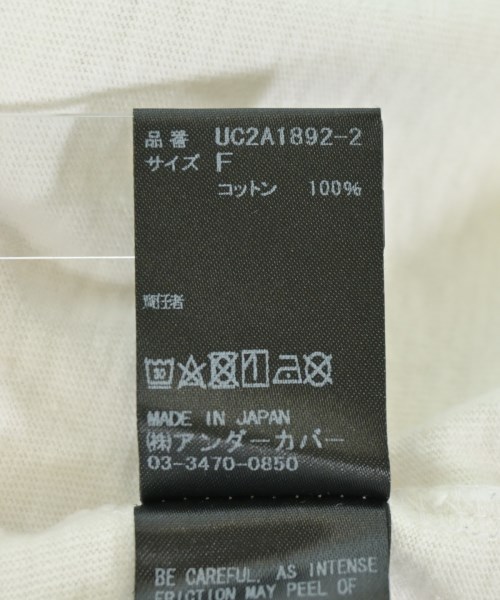 品番 UC2A1892-2
サイズ F
コットン 100%
責任者
30
MADE IN JAPAN
㈱アンダーカバー
03-3470-0850
BE CAREFUL, AS INTENSE
FRICTION MAY PEEL OF